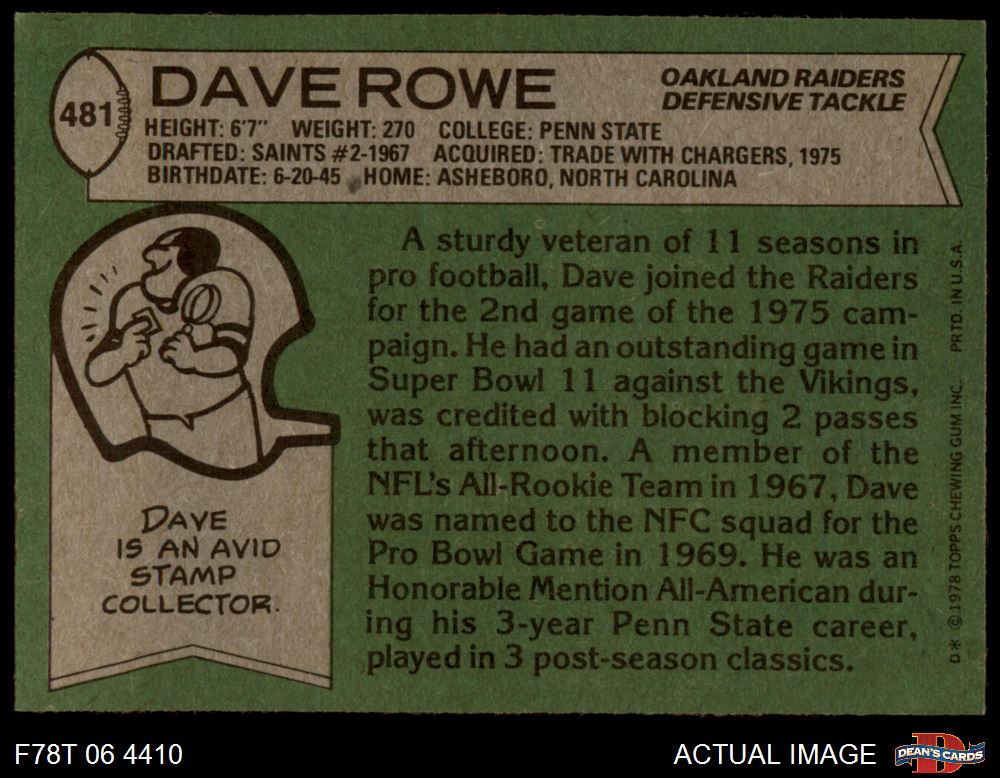 481
DAVE ROWE
OAKLAND RAIDERS
DEFENSIVE TACKLE
HEIGHT: 6'7" WEIGHT: 270 COLLEGE: PENN STATE
DRAFTED: SAINTS #2-1967 ACQUIRED: TRADE WITH CHARGERS, 1975
BIRTHDATE: 6-20-45 HOME: ASHEBORO, NORTH CAROLINA
DAVE
IS AN AVID
STAMP
COLLECTOR.
A sturdy veteran of 11 seasons in
pro football, Dave joined the Raiders
for the 2nd game of the 1975 cam-
paign. He had an outstanding game in
Super Bowl 11 against the Vikings,
was credited with blocking 2 passes
that afternoon. A member of the
NFL's All-Rookie Team in 1967, Dave
was named to the NFC squad for the
Pro Bowl Game in 1969. He was an
Honorable Mention All-American dur-
ing his 3-year Penn State career,
played in 3 post-season classics.
D* © 1978 TOPPS CHEWING GUM INC. PRTD. IN U.S.A.
F78T 06 4410
ACTUAL IMAGE
D
DEAN'S CARDS